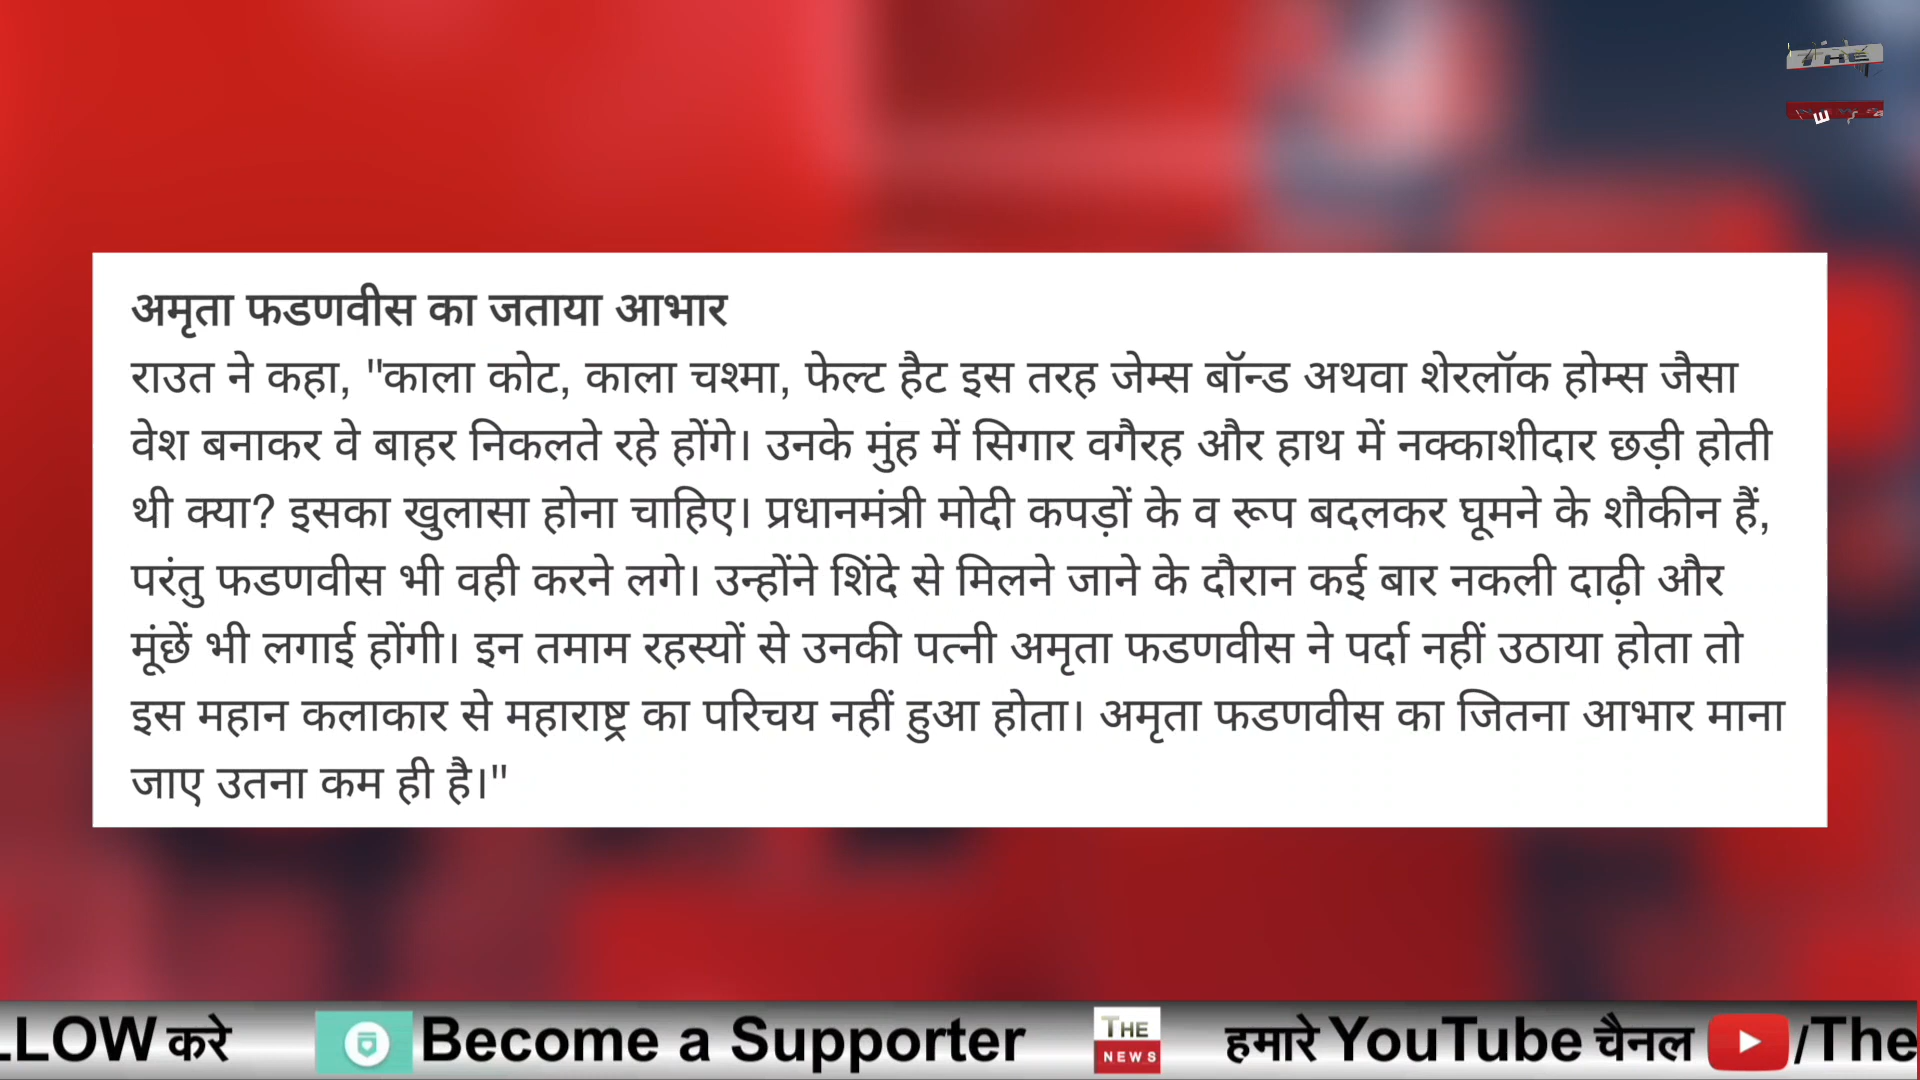 THE
अमृता फडणवीस का जताया आभार
राउत ने कहा, "काला कोट, काला चश्मा, फेल्ट हैट इस तरह जेम्स बॉन्ड अथवा शेरलॉक होम्स जैसा
वेश बनाकर वे बाहर निकलते रहे होंगे। उनके मुंह में सिगार वगैरह और हाथ में नक्काशीदार छड़ी होती
थी क्या? इसका खुलासा होना चाहिए। प्रधानमंत्री मोदी कपड़ों के व रूप बदलकर घूमने के शौकीन हैं,
परंतु फडणवीस भी वही करने लगे। उन्होंने शिंदे से मिलने जाने के दौरान कई बार नकली दाढ़ी और
मूंछें भी लगाई होंगी। इन तमाम रहस्यों से उनकी पत्नी अमृता फडणवीस ने पर्दा नहीं उठाया होता तो
इस महान कलाकार से महाराष्ट्र का परिचय नहीं हुआ होता। अमृता फडणवीस का जितना आभार माना
जाए उतना कम ही है।"
LLOW करे Become a Supporter THE NEWS हमारे YouTube चैनल /The